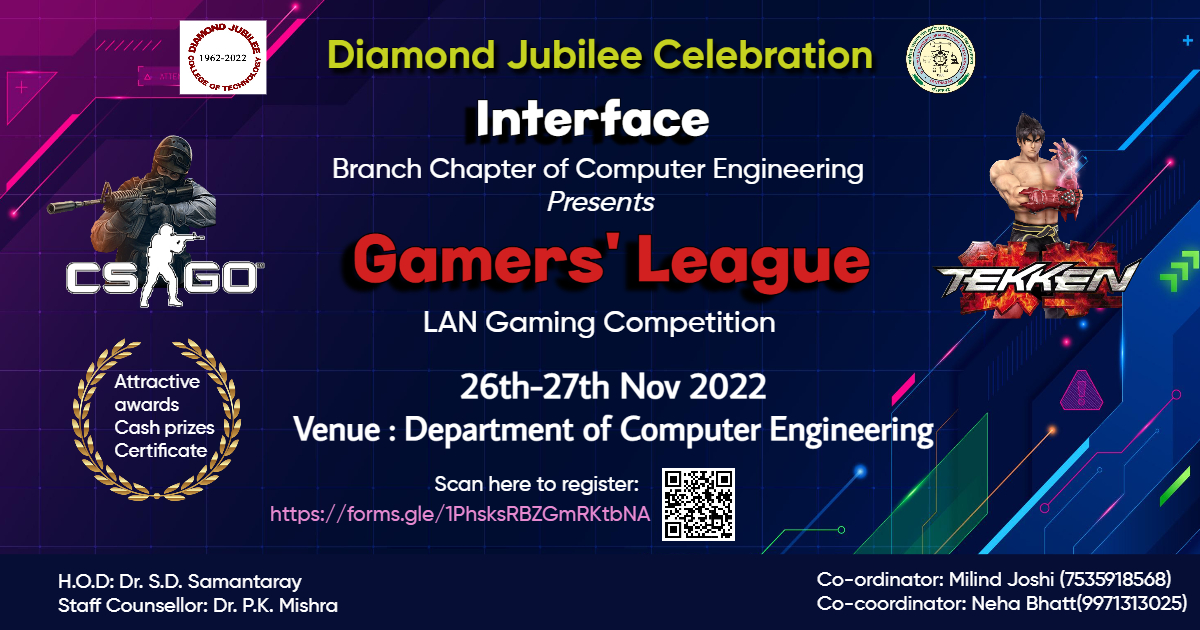 DIAMOND JUBILEE
1962-2022
COLLEGE OF TECHNOLOGY
Diamond Jubilee Celebration
Interface
Branch Chapter of Computer Engineering
Presents
CS GO
Gamers' League
TEKKEN
LAN Gaming Competition
Attractive
awards
Cash prizes
Certificate
26th-27th Nov 2022
Venue : Department of Computer Engineering
Scan here to register:
https://forms.gle/1PhsksRBZGmRKtbNA
H.O.D: Dr. S.D. Samantaray
Staff Counsellor: Dr. P.K. Mishra
Co-ordinator: Milind Joshi (7535918568)
Co-coordinator: Neha Bhatt(9971313025)